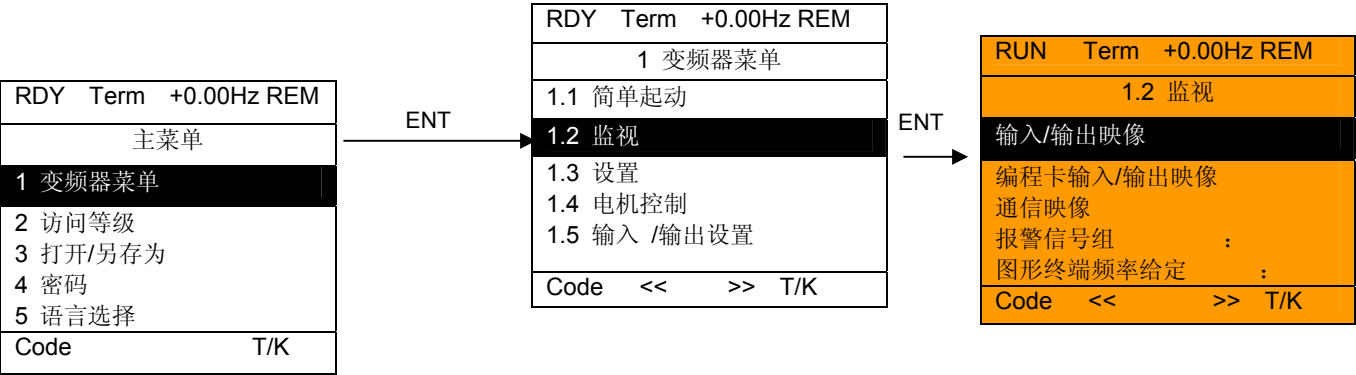 RDY Term +0.00Hz REM
主菜单
1 变频器菜单
2 访问等级
3 打开/另存为
4 密码
5 语言选择
Code T/K
ENT
RDY Term +0.00Hz REM
1 变频器菜单
1.1 简单起动
1.2 监视
1.3 设置
1.4 电机控制
1.5 输入 /输出设置
Code << >> T/K
ENT
RUN Term +0.00Hz REM
1.2 监视
输入/输出映像
编程卡输入/输出映像
通信映像
报警信号组 :
图形终端频率给定 :
Code << >> T/K